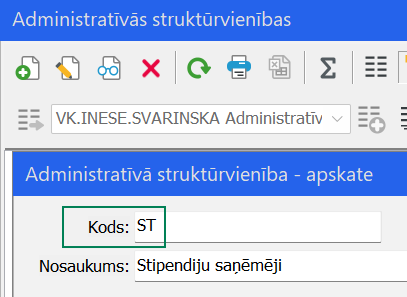 Administratīvās struktūrvienības
VK.INESE.SVARINSKA Administratīv
Administratīvā struktūrvienība - apskate
Kods: ST
Nosaukums: Stipendiju saņēmēji